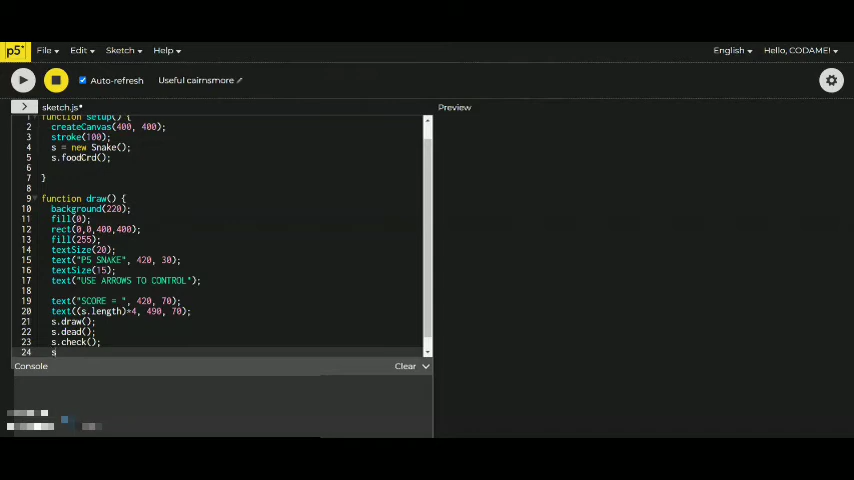 p5* File Edit Sketch Help English Hello, CODAME!
Auto-refresh Useful cairnsmore
> sketch.js• Preview
1 function setup() {
2 createCanvas(400, 400);
3 stroke(100);
4 s = new Snake();
5 s.foodCrd();
6
7 }
8
9 function draw() {
10 background(220);
11 fill(0);
12 rect(0,0,400,400);
13 fill(255);
14 textSize(20);
15 text("P5 SNAKE", 420, 30);
16 textSize(15);
17 text("USE ARROWS TO CONTROL");
18
19 text("SCORE = ", 420, 70);
20 text((s.length)*4, 490, 70);
21 s.draw();
22 s.dead();
23 s.check();
24 s
Console Clear